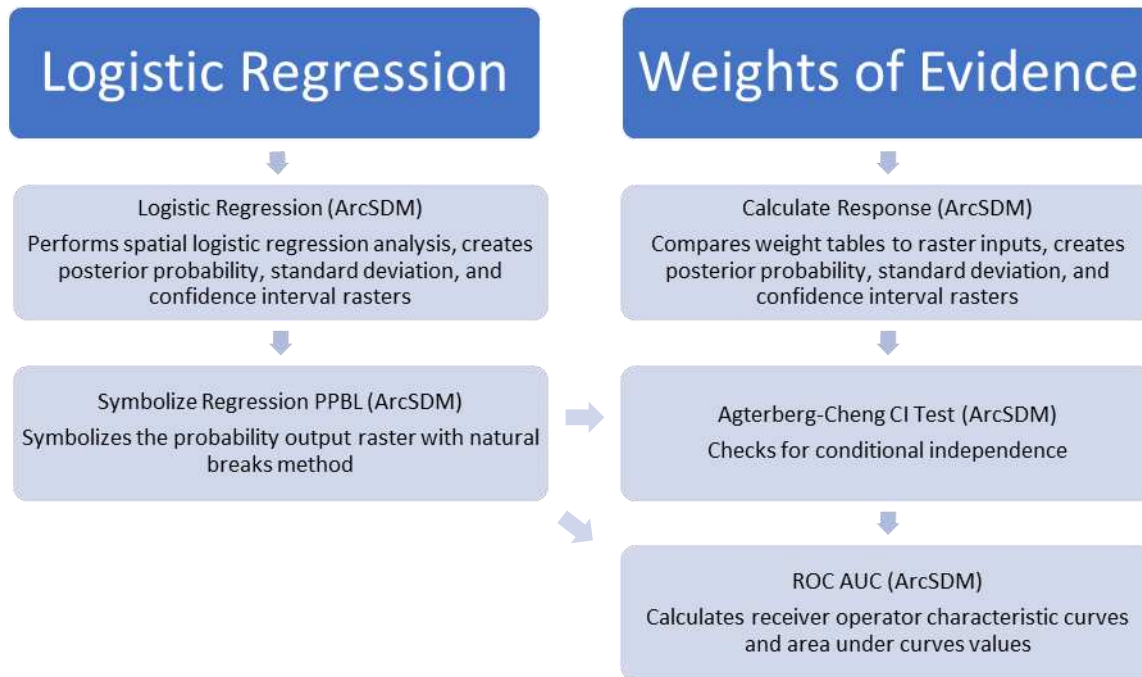 Logistic Regression
Logistic Regression (ArcSDM)
Performs spatial logistic regression analysis, creates
posterior probability, standard deviation, and
confidence interval rasters
Symbolize Regression PPBL (ArcSDM)
Symbolizes the probability output raster with natural
breaks method
Weights of Evidence
Calculate Response (ArcSDM)
Compares weight tables to raster inputs, creates
posterior probability, standard deviation, and
confidence interval rasters
Agterberg-Cheng CI Test (ArcSDM)
Checks for conditional independence
ROC AUC (ArcSDM)
Calculates receiver operator characteristic curves
and area under curves values